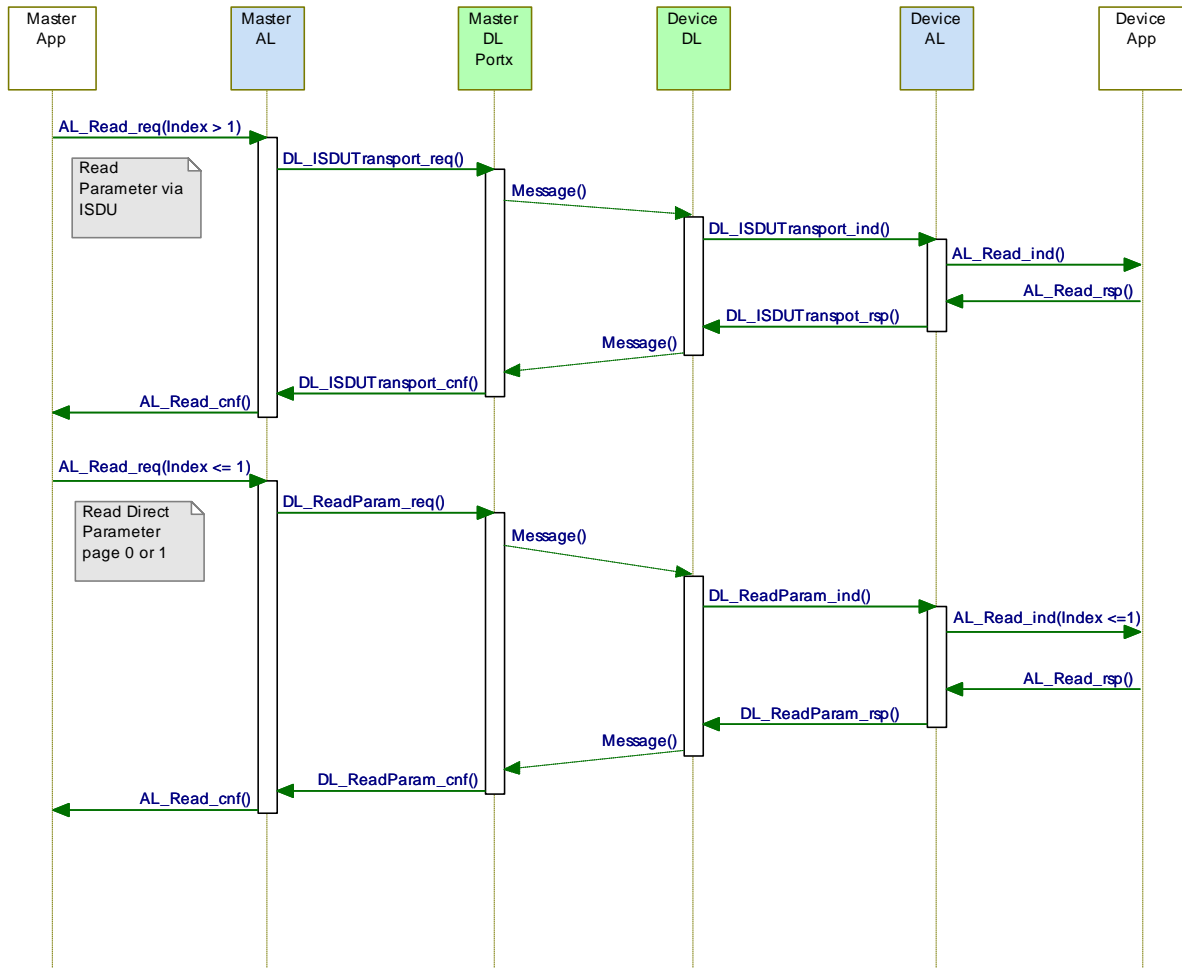 Master
App
Master
AL
Master
DL
Portx
Device
DL
Device
AL
Device
App
AL_Read_req(Index > 1)
Read
Parameter via
ISDU
DL_ISDUTransport_req()
Message()
DL_ISDUTransport_ind()
AL_Read_ind()
AL_Read_rsp()
DL_ISDUTranspot_rsp()
Message()
DL_ISDUTransport_cnf()
AL_Read_cnf()
AL_Read_req(Index <= 1)
Read Direct
Parameter
page 0 or 1
DL_ReadParam_req()
Message()
DL_ReadParam_ind()
AL_Read_ind(Index <=1)
AL_Read_rsp()
DL_ReadParam_rsp()
Message()
DL_ReadParam_cnf()
AL_Read_cnf()